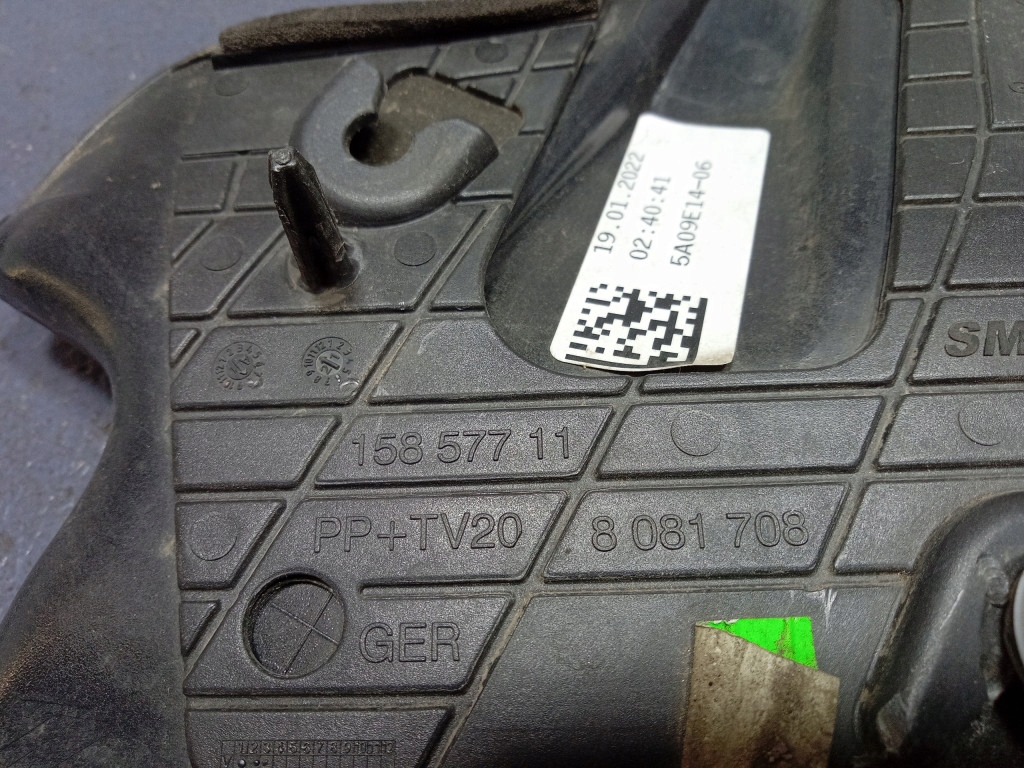 19.01.2022
02:40:41
5A09E14-06
SM
158 577 11
PP+TV20
8 081 708
GER